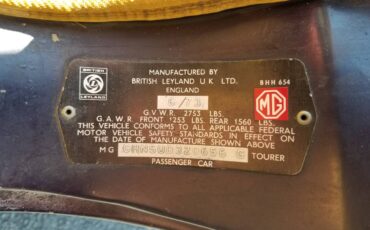 BRITISH
LEYLAND
MANUFACTURED BY
BRITISH LEYLAND U K LTD.
ENGLAND
BHH 654
MG
G.V.W.R. 2753 LBS.
G.A.W.R. FRONT 1253 LBS. REAR 1560 LBS.
THIS VEHICLE CONFORMS TO ALL APPLICABLE FEDERAL
MOTOR VEHICLE SAFETY STANDARDS IN EFFECT ON
THE DATE OF MANUFACTURE SHOWN ABOVE
MG G TOURER
PASSENGER CAR